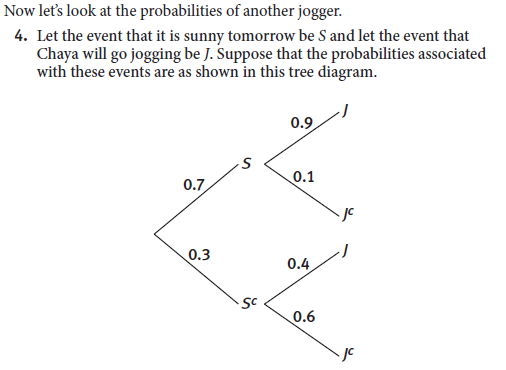 Now let's look at the probabilities of another jogger.
4. Let the event that it is sunny tomorrow be S and let the event that
Chaya will go jogging be J. Suppose that the probabilities associated
with these events are as shown in this tree diagram.
J
0.9
S
0.1
0.7
JC
0.3
J
0.4
SC
0.6
JC